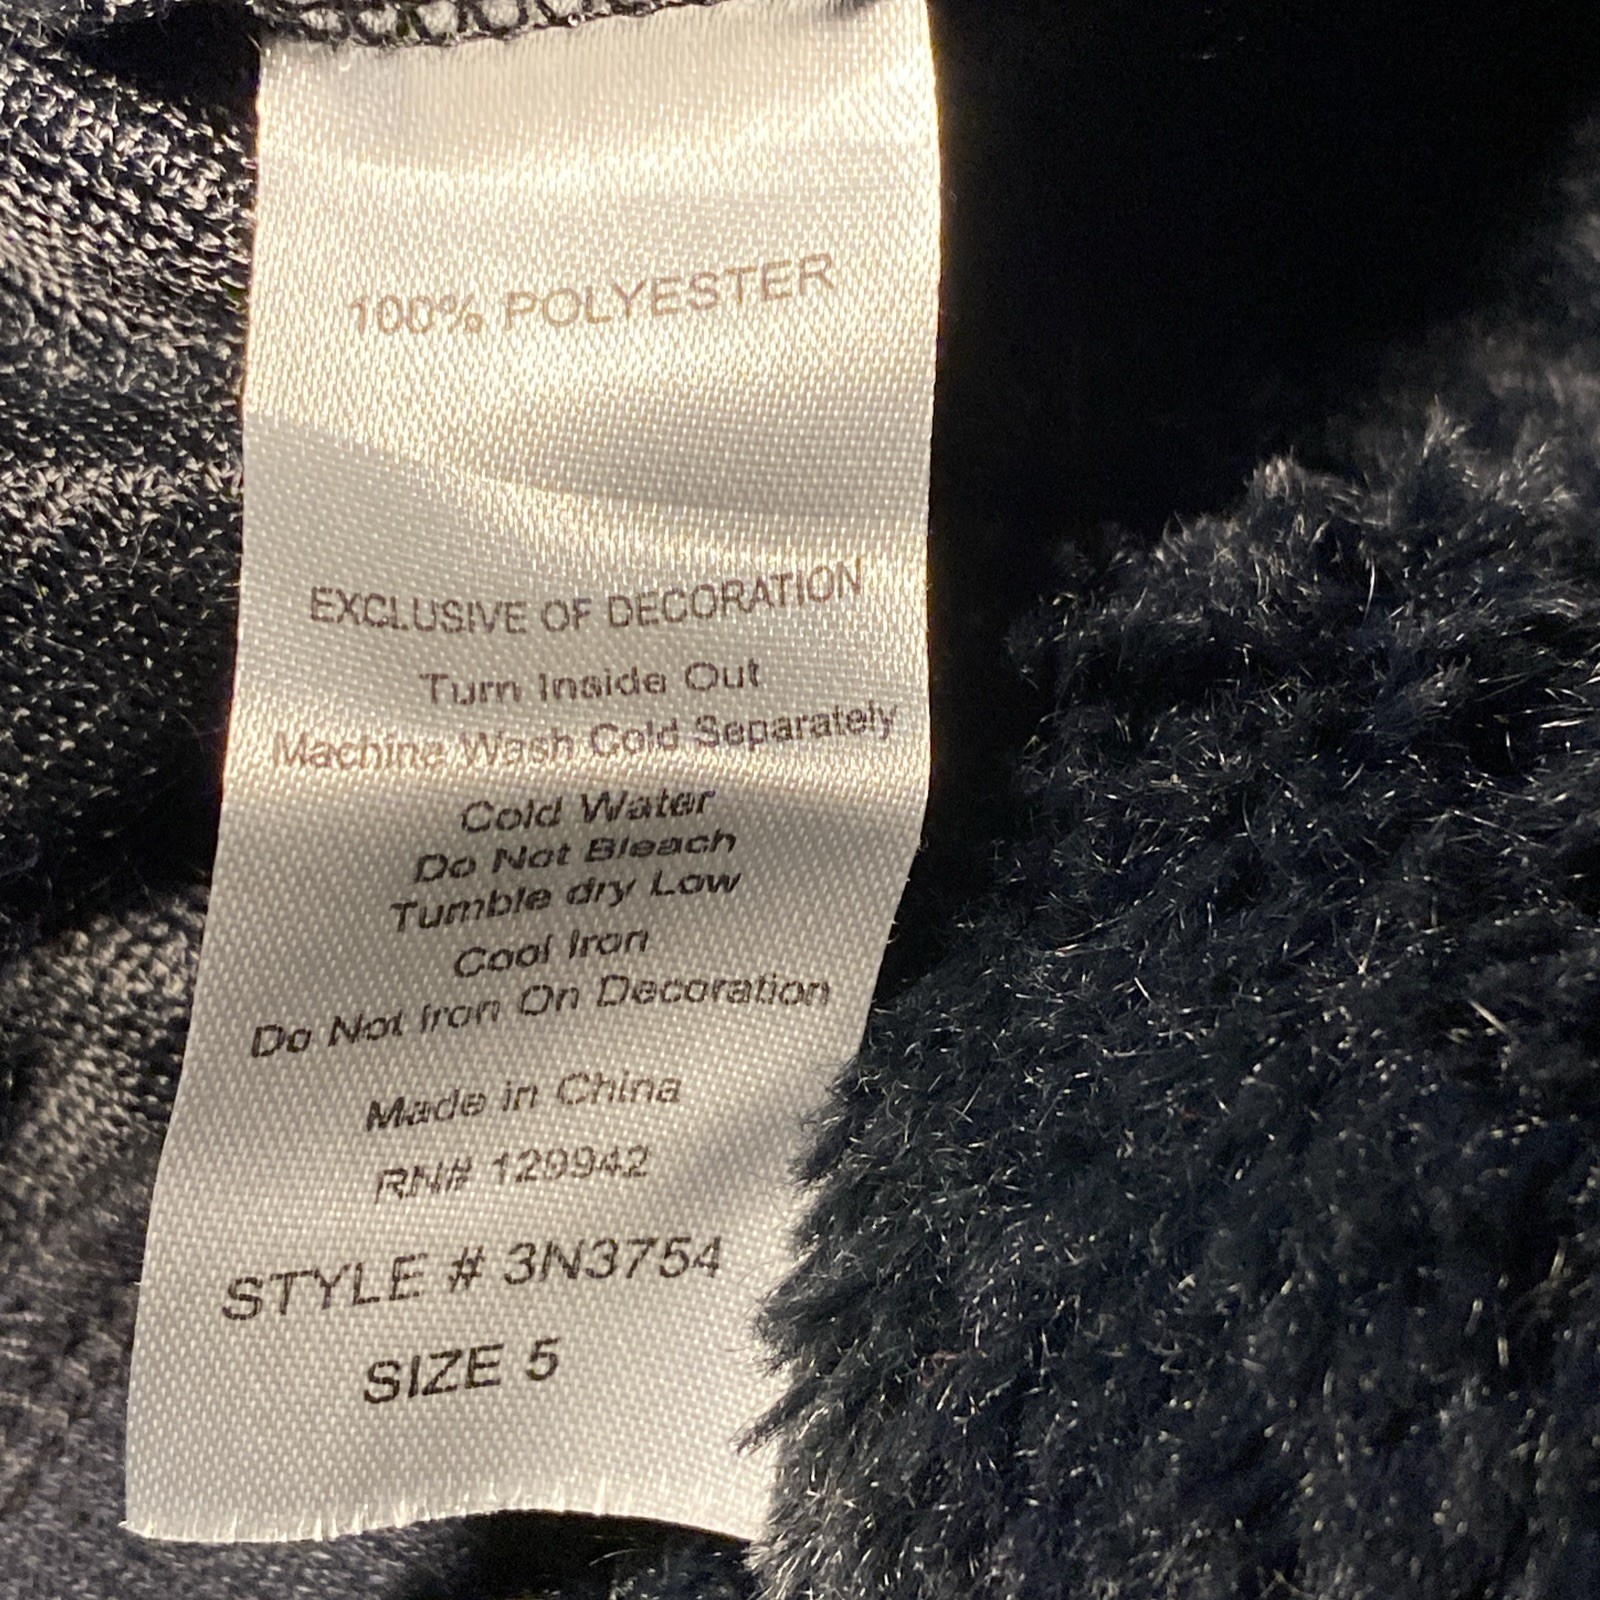 100% POLYESTER
EXCLUSIVE OF DECORATION
Turn Inside Out
Machine Wash Cold Separately
Cold Water
Do Not Bleach
Tumble dry Low
Cool Iron
Do Not Iron On Decoration
Made in China
RN# 129942
STYLE # 3N3754
SIZE 5